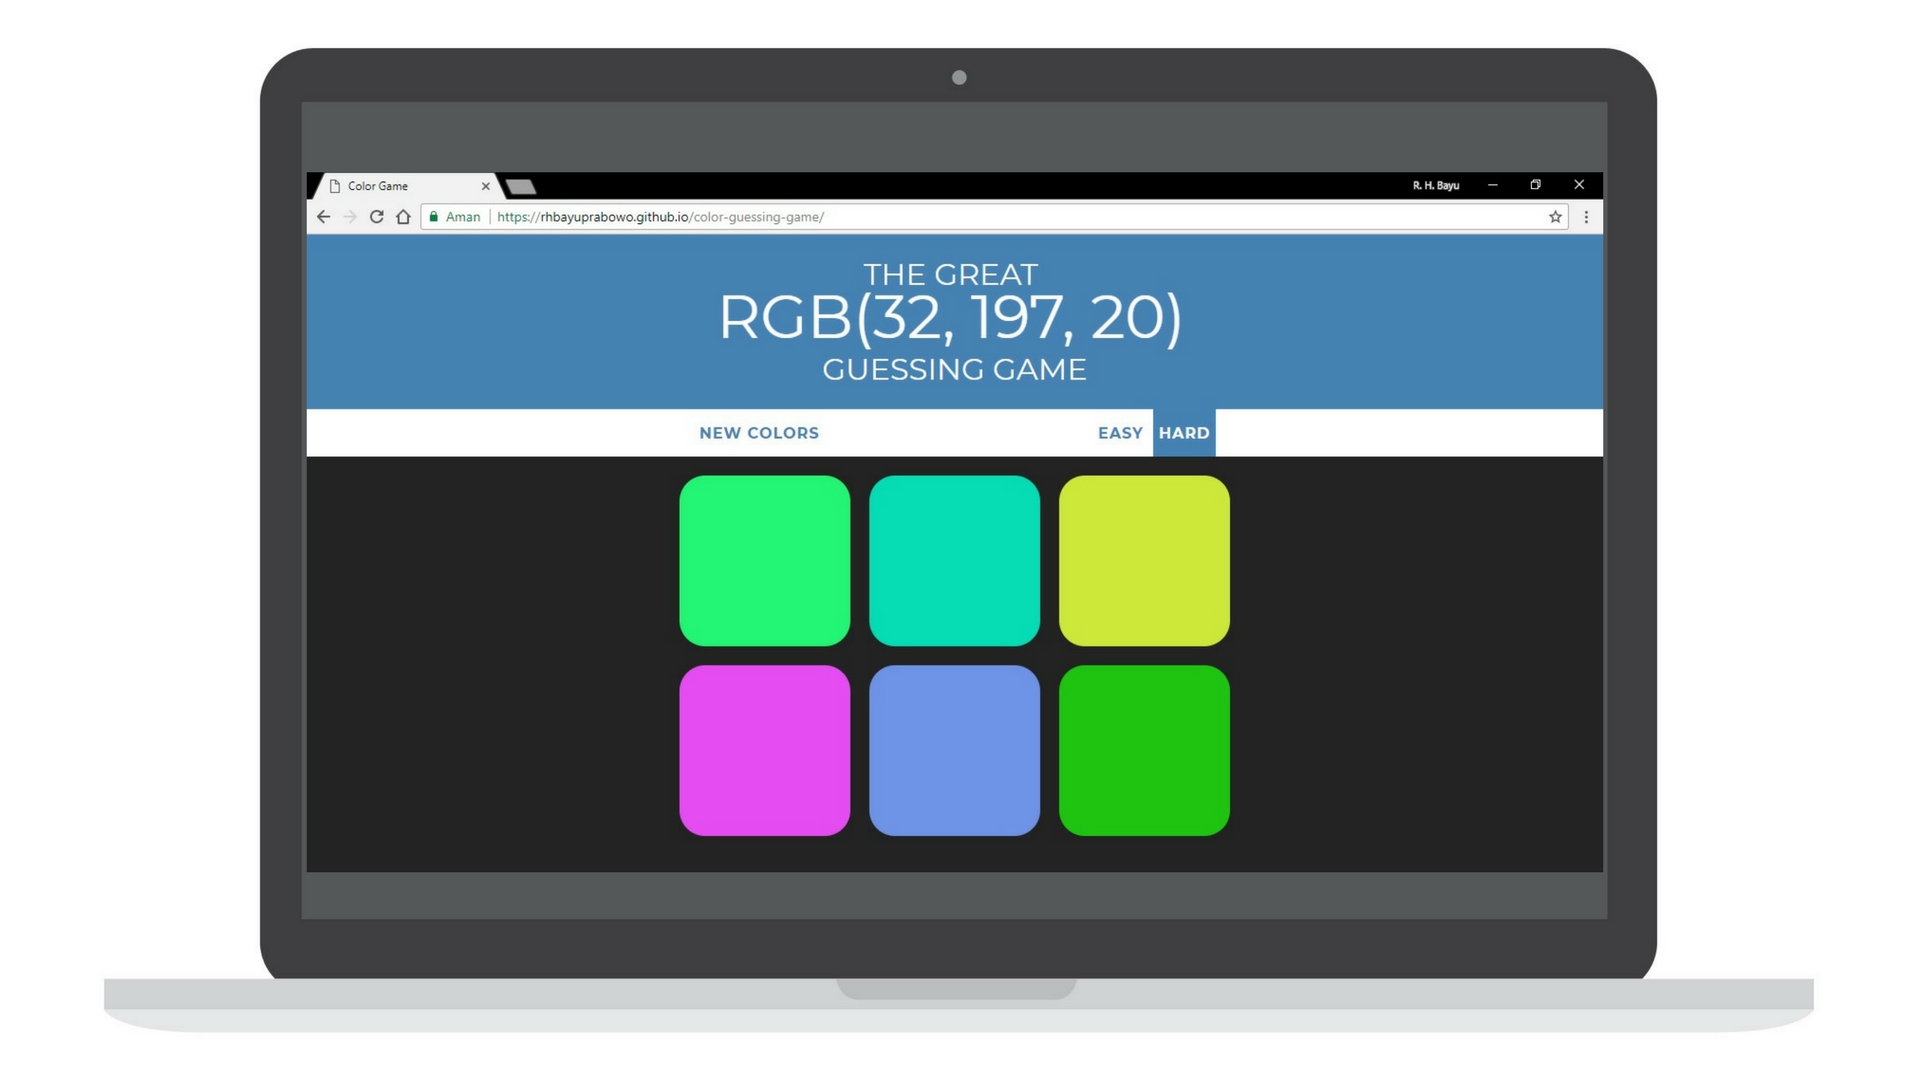 Color Game
R. H. Bayu
Aman https://rhbayuprabowo.github.io/color-guessing-game/
THE GREAT
RGB(32, 197, 20)
GUESSING GAME
NEW COLORS EASY HARD